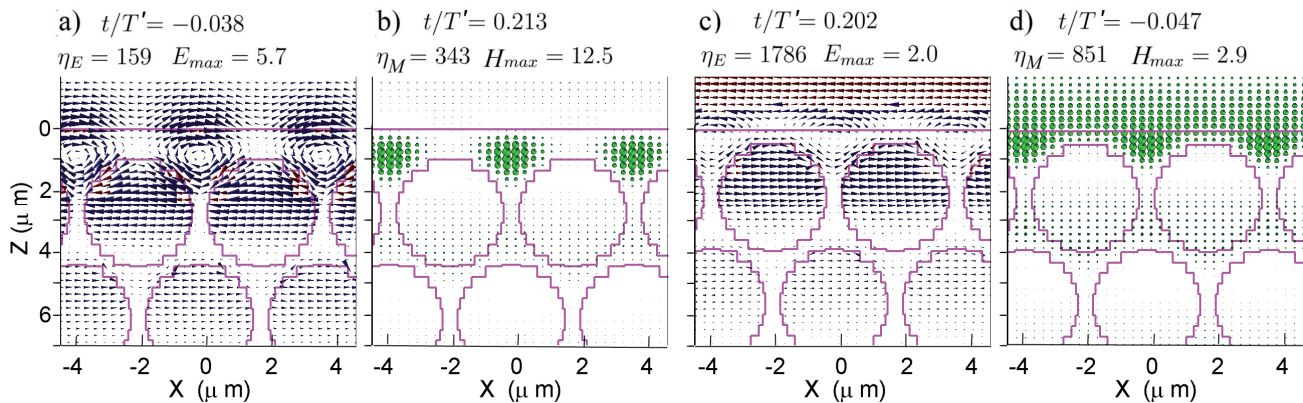 a) t/T′= −0.038
η_E = 159 E_max = 5.7
b) t/T′= 0.213
η_M = 343 H_max = 12.5
c) t/T′= 0.202
η_E = 1786 E_max = 2.0
d) t/T′= −0.047
η_M = 851 H_max = 2.9
0
2
4
6
Z (μ m)
-4 -2 0 2 4
-4 -2 0 2 4
-4 -2 0 2 4
-4 -2 0 2 4
X (μ m)
X (μ m)
X (μ m)
X (μ m)